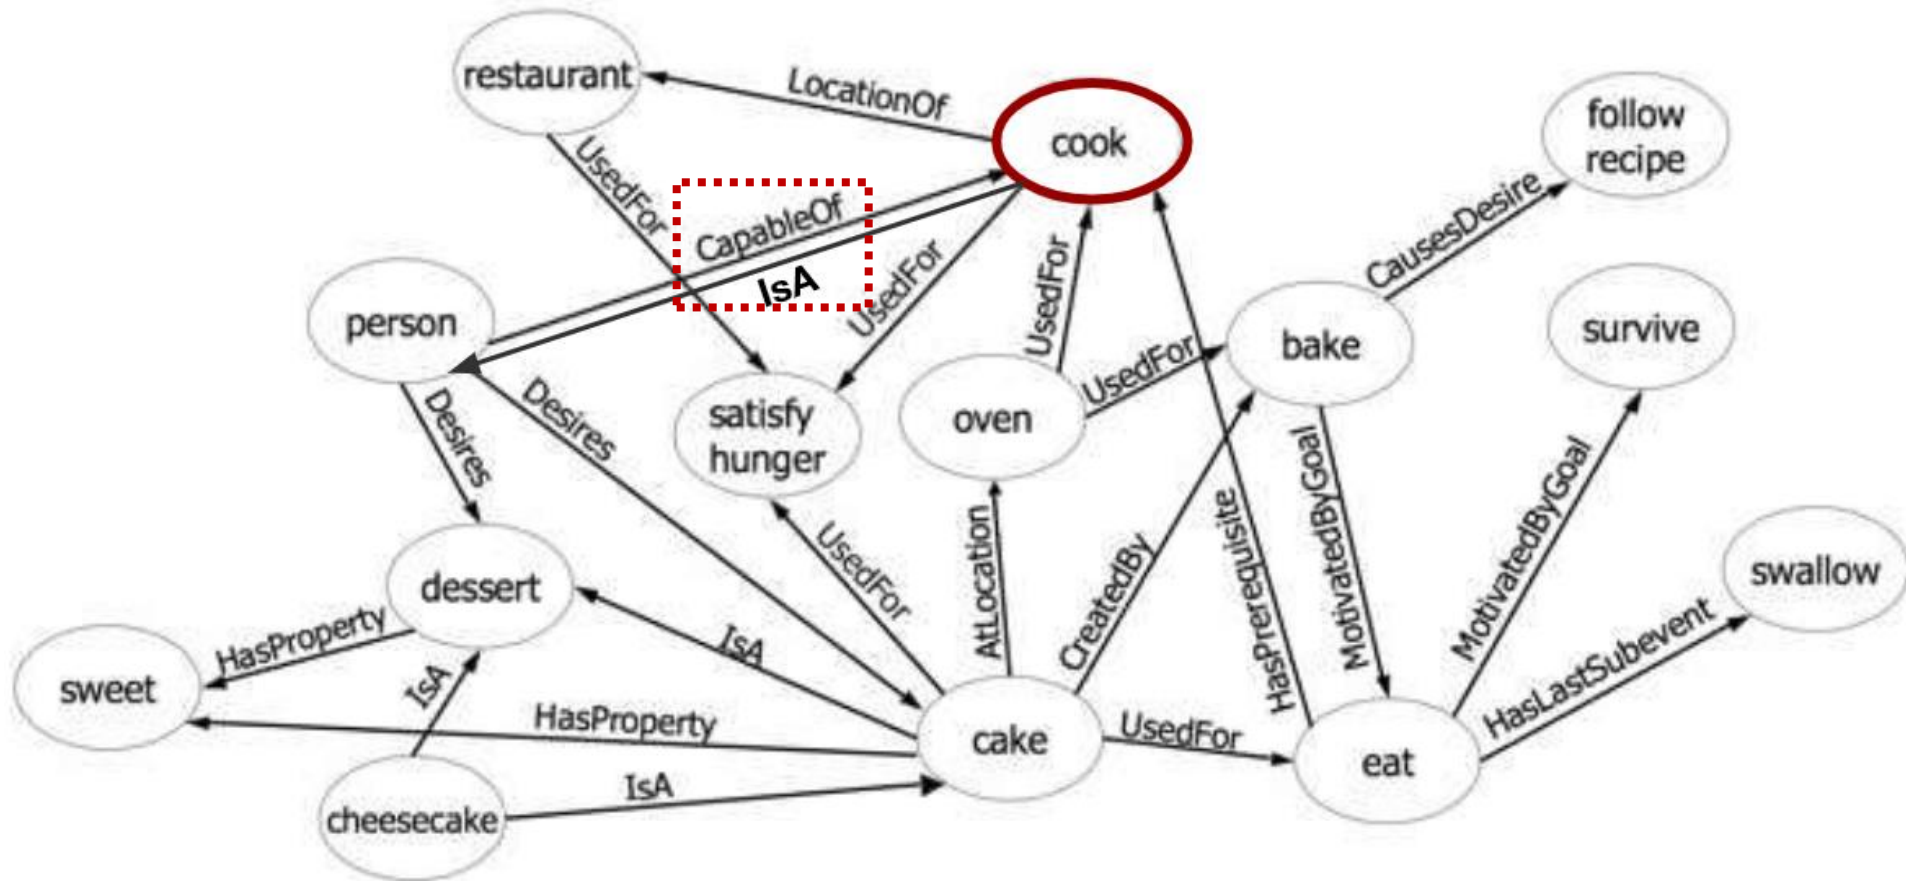 restaurant
LocationOf
cook
follow
recipe
UsedFor
CapableOf
IsA
UsedFor
UsedFor
CausesDesire
person
bake
survive
UsedFor
Desires
Desires
satisfy
hunger
oven
MotivatedByGoal
MotivatedByGoal
HasPrerequisite
AtLocation
UsedFor
CreatedBy
swallow
dessert
HasProperty
IsA
IsA
HasLastSubevent
sweet
HasProperty
cake
UsedFor
eat
IsA
cheesecake